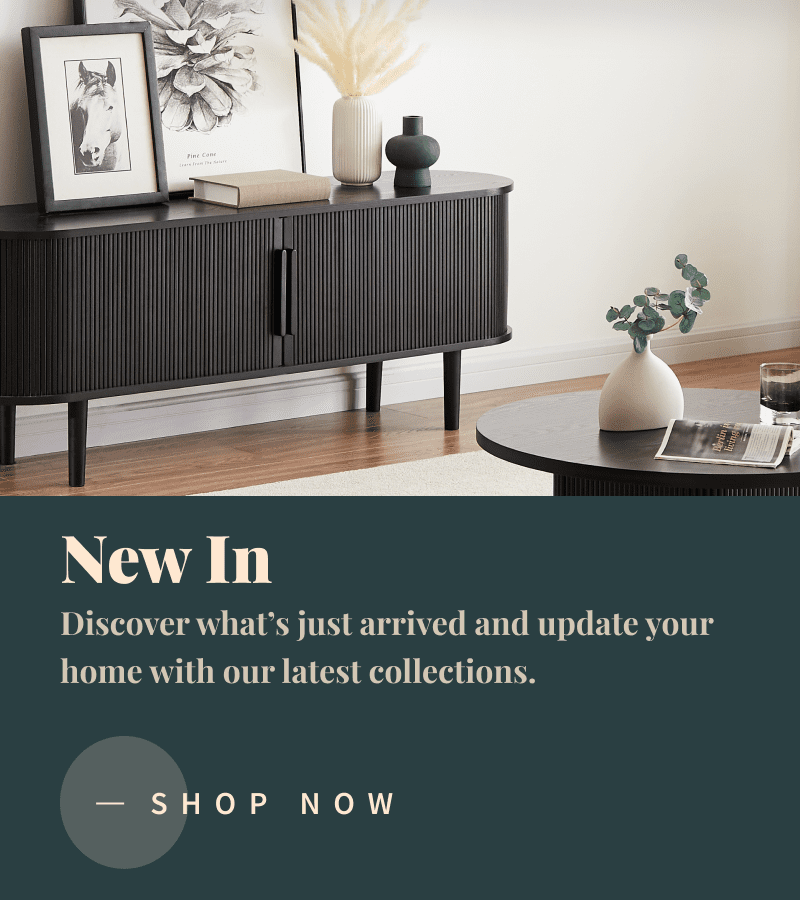 Pine Cone
New In
Discover what’s just arrived and update your
home with our latest collections.
— SHOP NOW